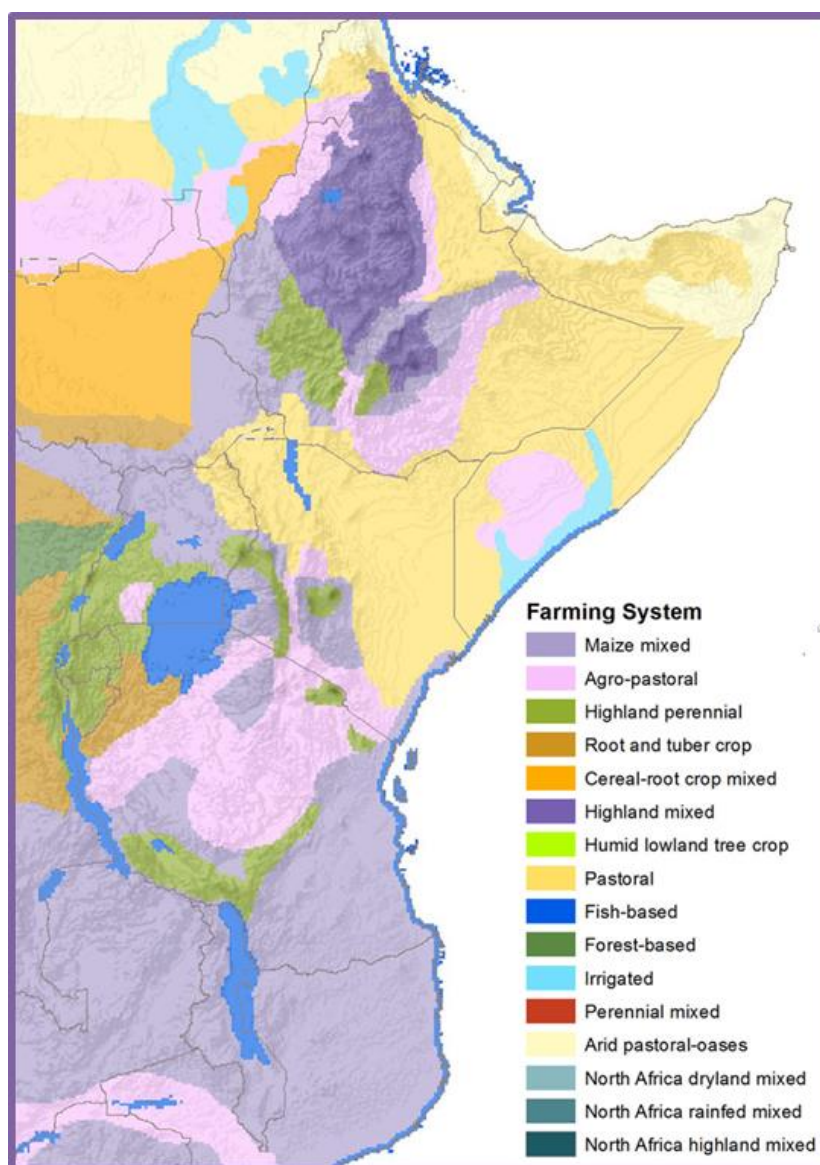 Farming System
Maize mixed
Agro-pastoral
Highland perennial
Root and tuber crop
Cereal-root crop mixed
Highland mixed
Humid lowland tree crop
Pastoral
Fish-based
Forest-based
Irrigated
Perennial mixed
Arid pastoral-oases
North Africa dryland mixed
North Africa rainfed mixed
North Africa highland mixed